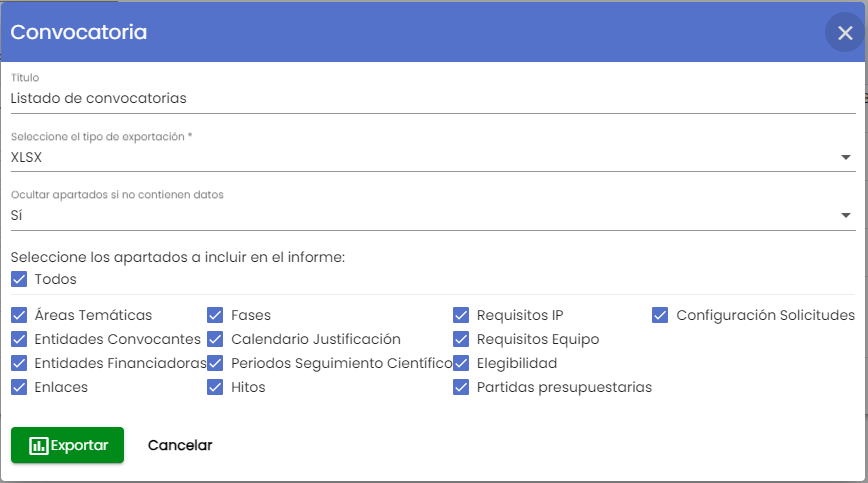 Convocatoria
Título
Listado de convocatorias
Seleccione el tipo de exportación *
XLSX
Ocultar apartados si no contienen datos
Sí
Seleccione los apartados a incluir en el informe:
Todos
Áreas Temáticas Fases Requisitos IP Configuración Solicitudes
Entidades Convocantes Calendario Justificación Requisitos Equipo
Entidades Financiadoras Periodos Seguimiento Científico Elegibilidad
Enlaces Hitos Partidas presupuestarias
Exportar Cancelar